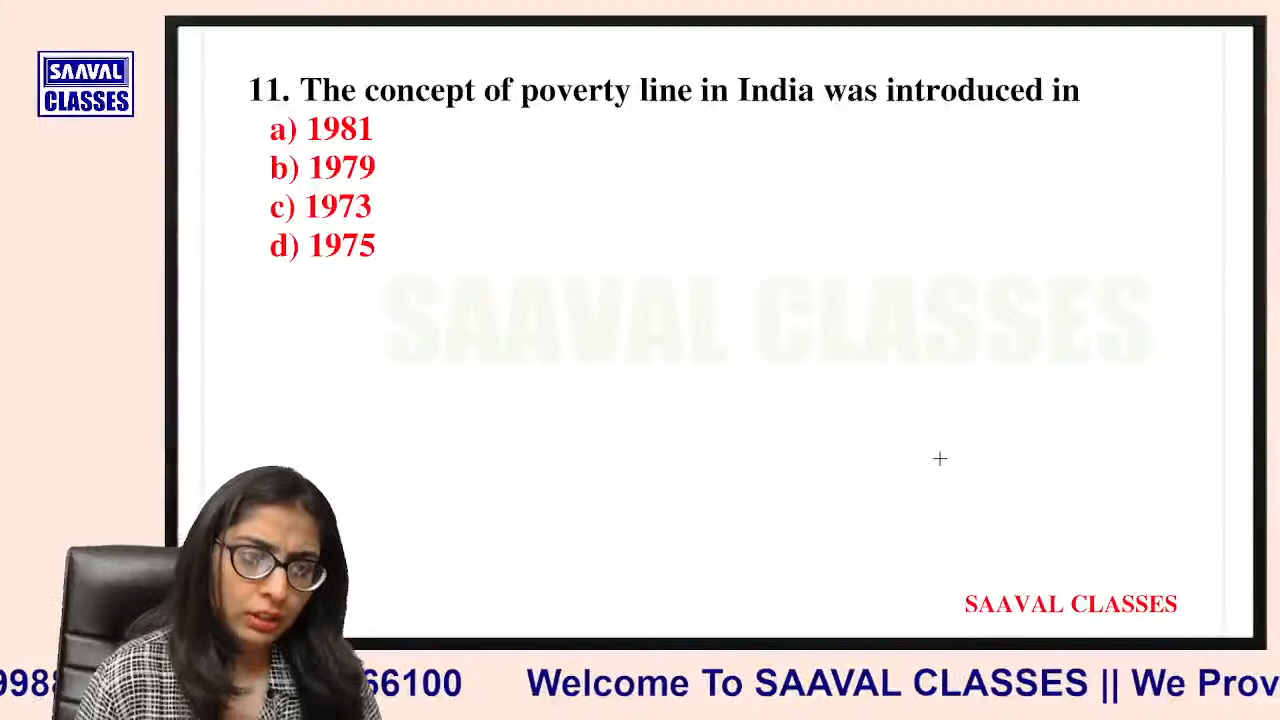 SAAVAL
CLASSES
11. The concept of poverty line in India was introduced in
a) 1981
b) 1979
c) 1973
d) 1975
SAAVAL CLASSES
SAAVAL CLASSES
66100 Welcome To SAAVAL CLASSES || We Prov